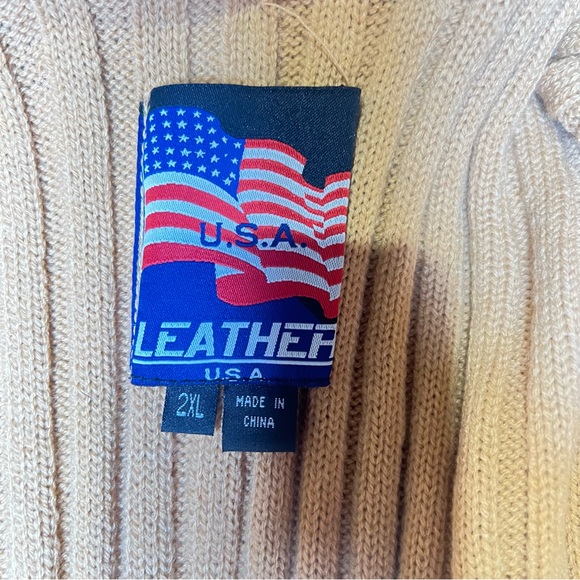 U.S.A.
LEATHER
U.S.A.
2XL
MADE IN
CHINA